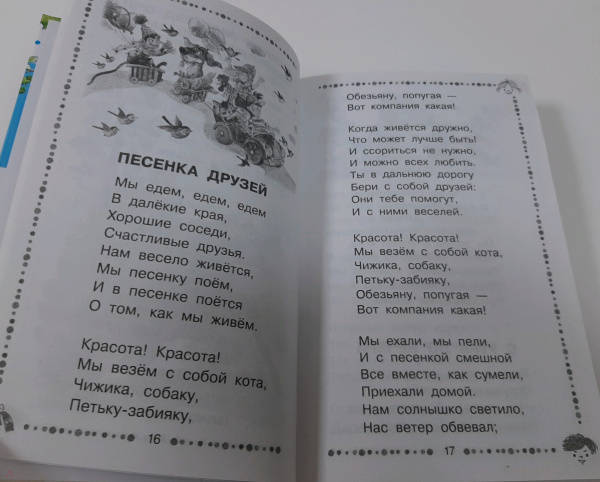 ПЕСЕНКА ДРУЗЕЙ
Мы едем, едем, едем
В далёкие края,
Хорошие соседи,
Счастливые друзья.
Нам весело живётся,
Мы песенку поём,
И в песенке поётся
О том, как мы живём.
Красота! Красота!
Мы везём с собой кота,
Чижика, собаку,
Петьку-забияку,
16
Обезьяну, попугая —
Вот компания какая!
Когда живётся дружно,
Что может лучше быть!
И ссориться не нужно,
И можно всех любить.
Ты в дальнюю дорогу
Бери с собой друзей:
Они тебе помогут,
И с ними веселей.
Красота! Красота!
Мы везём с собой кота,
Чижика, собаку,
Петьку-забияку,
Обезьяну, попугая —
Вот компания какая!
Мы ехали, мы пели,
И с песенкой смешной
Все вместе, как сумели,
Приехали домой.
Нам солнышко светило,
Нас ветер обвевал;
17